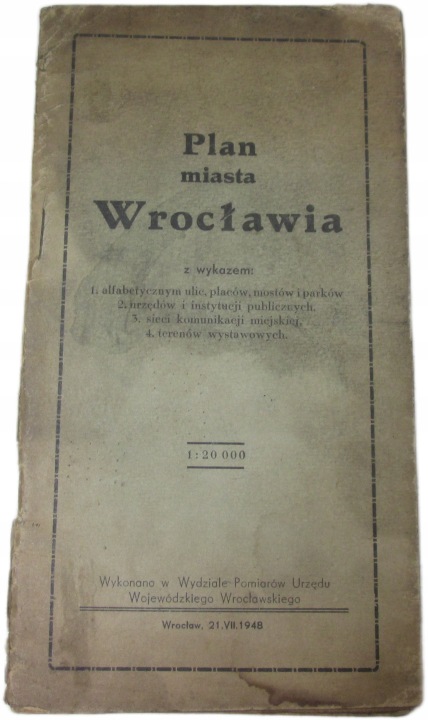 Plan
miasta
Wrocławia
z wykazem:
1. alfabetycznym ulic, placów, mostów i parków
2. urzędów i instytucji publicznych,
3. sieci komunikacji miejskiej,
4. terenów wystawowych.
1:20 000
Wykonano w Wydziale Pomiarów Urzędu
Wojewódzkiego Wrocławskiego
Wrocław, 21.VII.1948